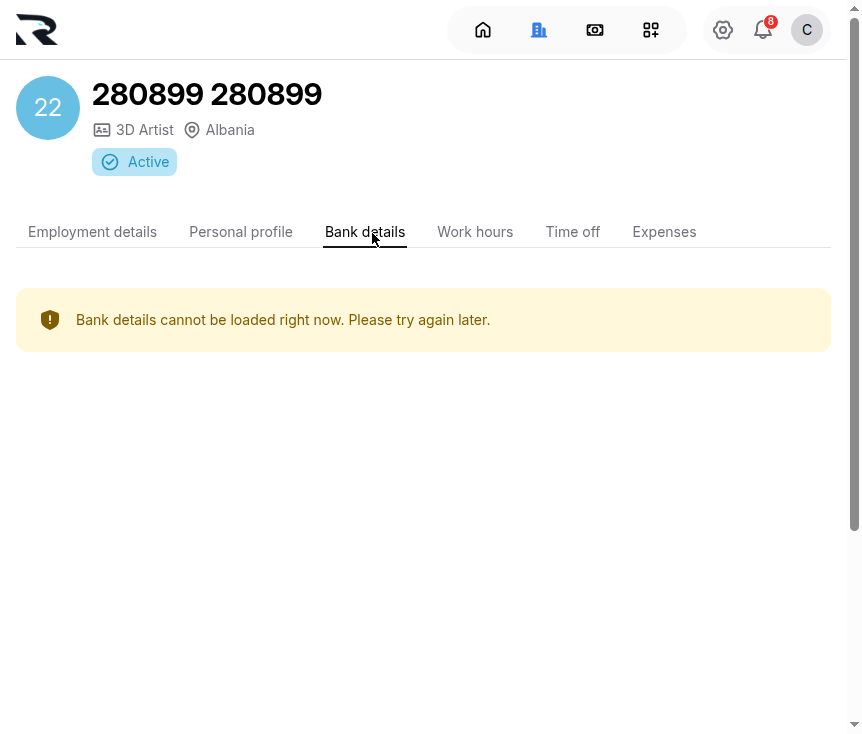 8
C
22
280899 280899
3D Artist Albania
Active
Employment details Personal profile Bank details Work hours Time off Expenses
Bank details cannot be loaded right now. Please try again later.